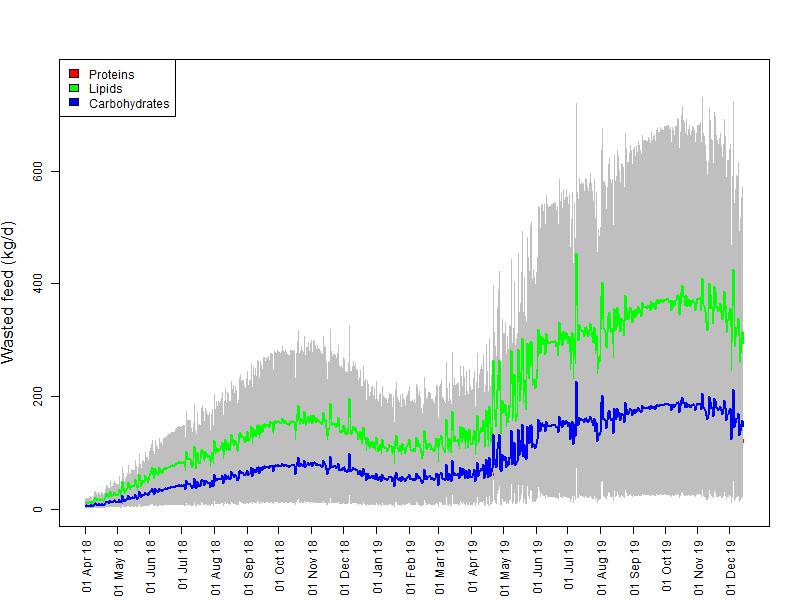 Proteins
Lipids
Carbohydrates
Wasted feed (kg/d)
600
400
200
0
01 Apr 18
01 May 18
01 Jun 18
01 Jul 18
01 Aug 18
01 Sep 18
01 Oct 18
01 Nov 18
01 Dec 18
01 Jan 19
01 Feb 19
01 Mar 19
01 Apr 19
01 May 19
01 Jun 19
01 Jul 19
01 Aug 19
01 Sep 19
01 Oct 19
01 Nov 19
01 Dec 19